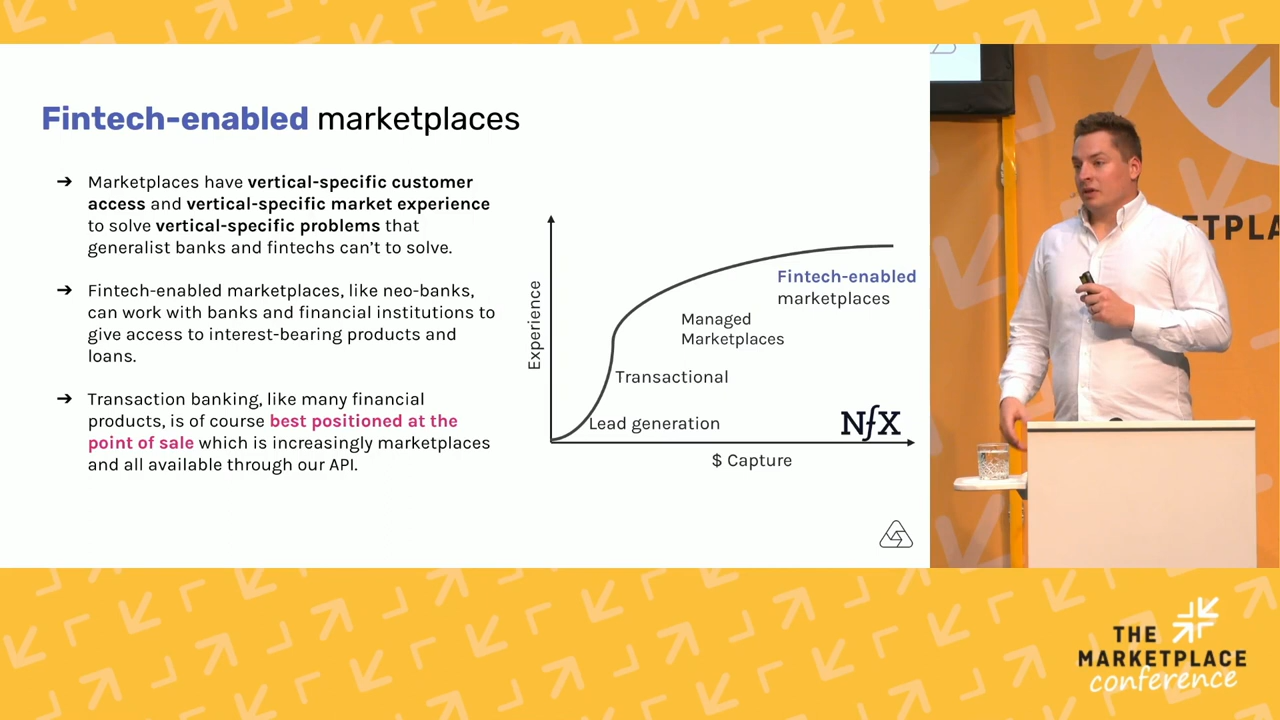 Fintech-enabled marketplaces
➔ Marketplaces have vertical-specific customer
access and vertical-specific market experience
to solve vertical-specific problems that
generalist banks and fintechs can't to solve.
➔ Fintech-enabled marketplaces, like neo-banks,
can work with banks and financial institutions to
give access to interest-bearing products and
loans.
➔ Transaction banking, like many financial
products, is of course best positioned at the
point of sale which is increasingly marketplaces
and all available through our API.
Experience
Fintech-enabled
marketplaces
Managed
Marketplaces
Transactional
Lead generation
NfX
$ Capture
ETPLA
THE
MARKETPLACE
conference